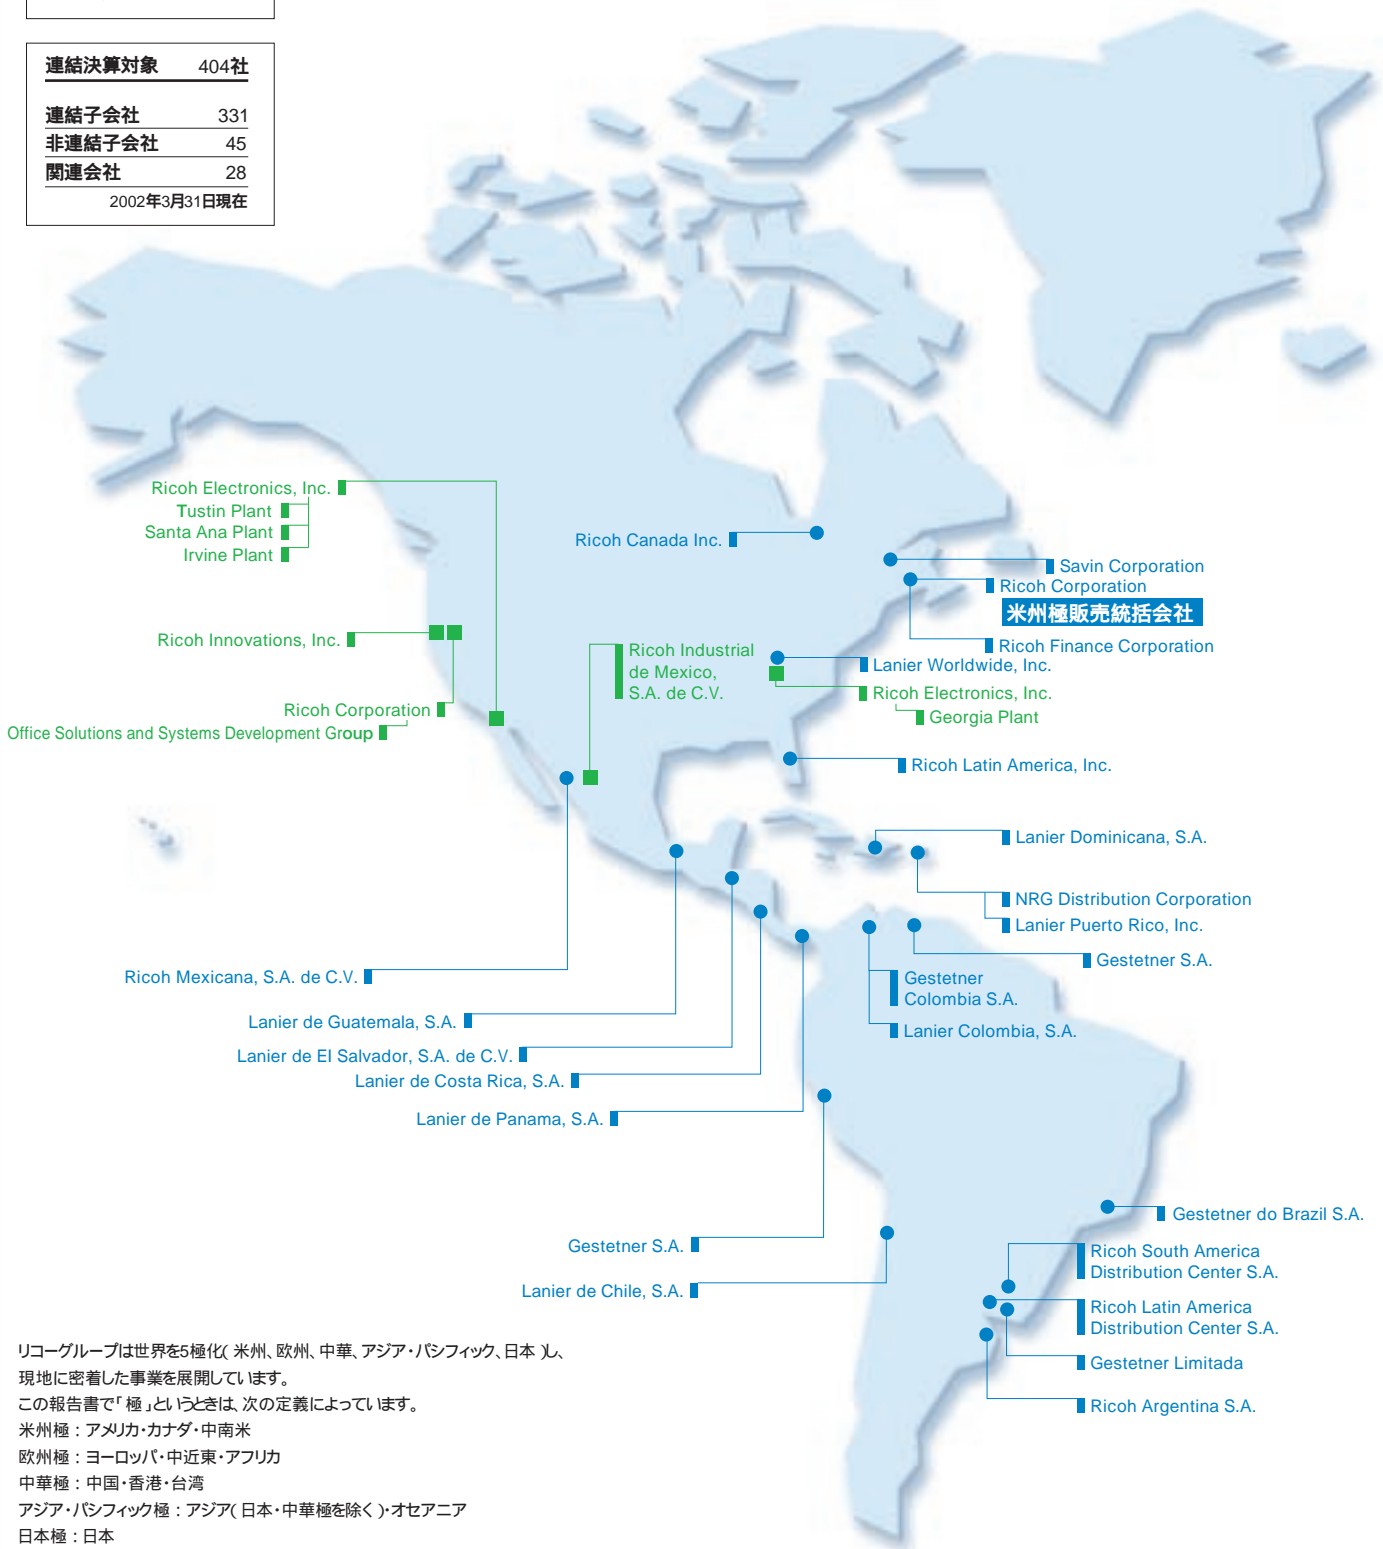 連結決算対象 404社
連結子会社 331
非連結子会社 45
関連会社 28
2002年3月31日現在
Ricoh Electronics, Inc.
Tustin Plant
Santa Ana Plant
Irvine Plant
Ricoh Canada Inc.
Savin Corporation
Ricoh Corporation
米州極販売統括会社
Ricoh Finance Corporation
Ricoh Innovations, Inc.
Ricoh Industrial
de Mexico,
S.A. de C.V.
Lanier Worldwide, Inc.
Ricoh Electronics, Inc.
Georgia Plant
Ricoh Corporation
Office Solutions and Systems Development Group
Ricoh Latin America, Inc.
Lanier Dominicana, S.A.
NRG Distribution Corporation
Lanier Puerto Rico, Inc.
Gestetner S.A.
Ricoh Mexicana, S.A. de C.V.
Gestetner
Colombia S.A.
Lanier Colombia, S.A.
Lanier de Guatemala, S.A.
Lanier de El Salvador, S.A. de C.V.
Lanier de Costa Rica, S.A.
Lanier de Panama, S.A.
Gestetner do Brazil S.A.
Gestetner S.A.
Ricoh South America
Distribution Center S.A.
Lanier de Chile, S.A.
Ricoh Latin America
Distribution Center S.A.
Gestetner Limitada
Ricoh Argentina S.A.
リコーグループは世界を5極化(米州、欧州、中華、アジア・パシフィック、日本)し、
現地に密着した事業を展開しています。
この報告書で「極」というときは、次の定義によっています。
米州極：アメリカ・カナダ・中南米
欧州極：ヨーロッパ・中近東・アフリカ
中華極：中国・香港・台湾
アジア・パシフィック極：アジア(日本・中華極を除く)・オセアニア
日本極：日本